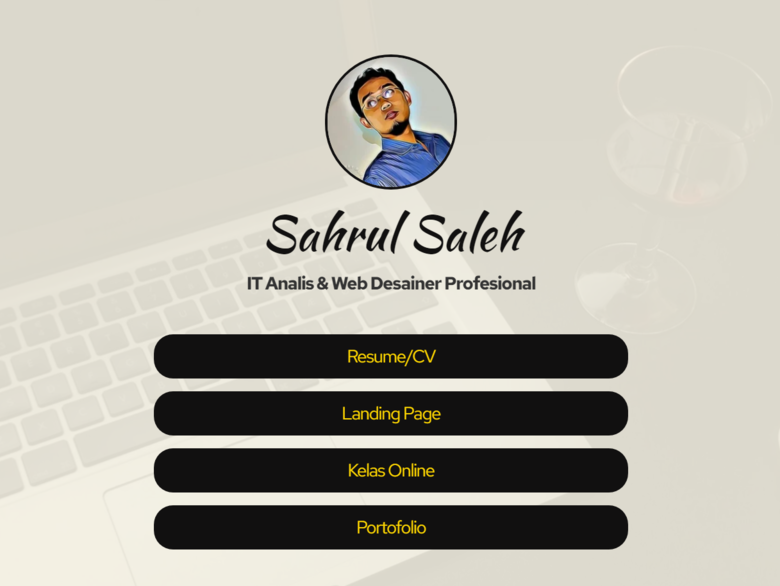 Sahrul Saleh
IT Analis & Web Desainer Profesional
Resume/CV
Landing Page
Kelas Online
Portofolio